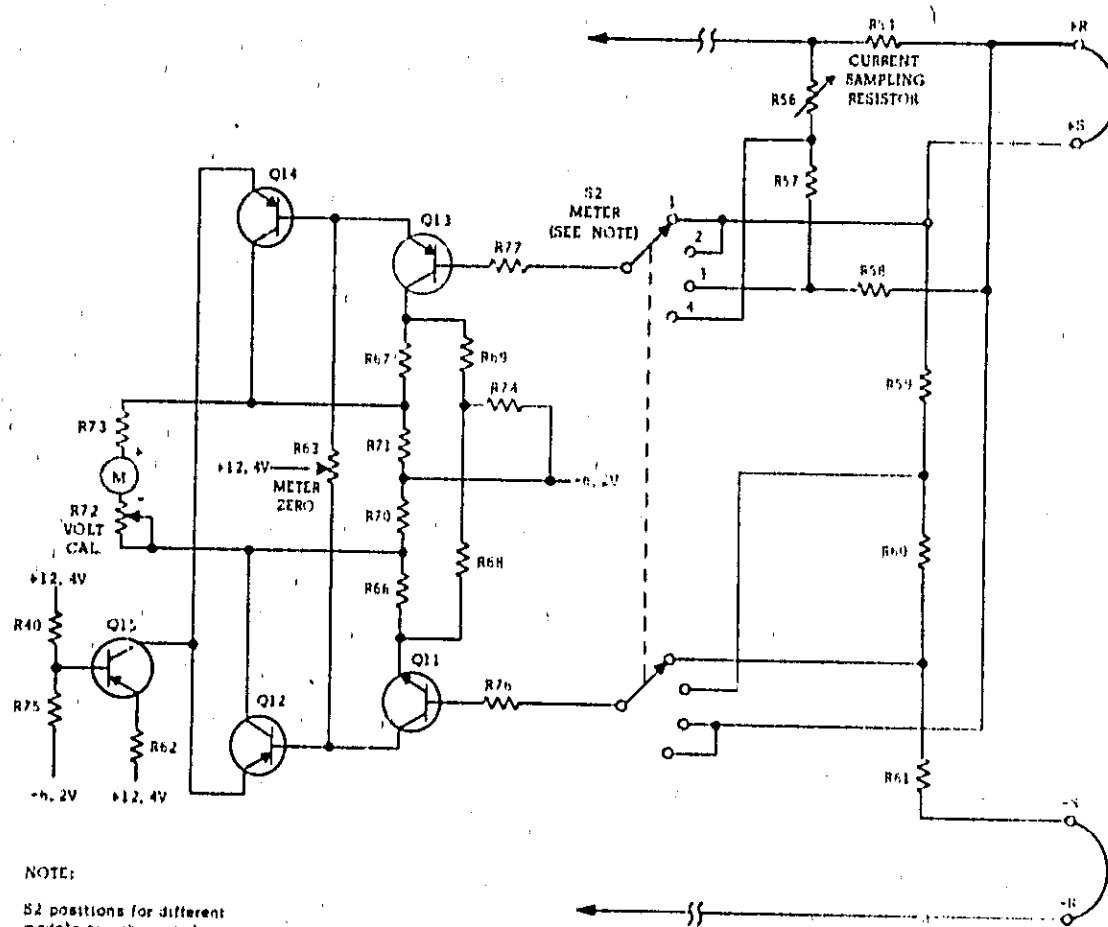 +R
CURRENT
SAMPLING
RESISTOR
R56
+S
R57
Q14
S2
METER
(SEE NOTE)
Q13
R77
1
2
3
4
R58
R67
R69
R74
R59
R73
R71
R63
+12,4V
METER
ZERO
M
+
-
-6,2V
R72
VOLT
CAL
R70
R60
R68
R66
+12,4V
R40
Q15
Q11
R76
R75
Q12
R62
R61
-6,2V
+12,4V
-S
NOTE:
S2 positions for different
-R